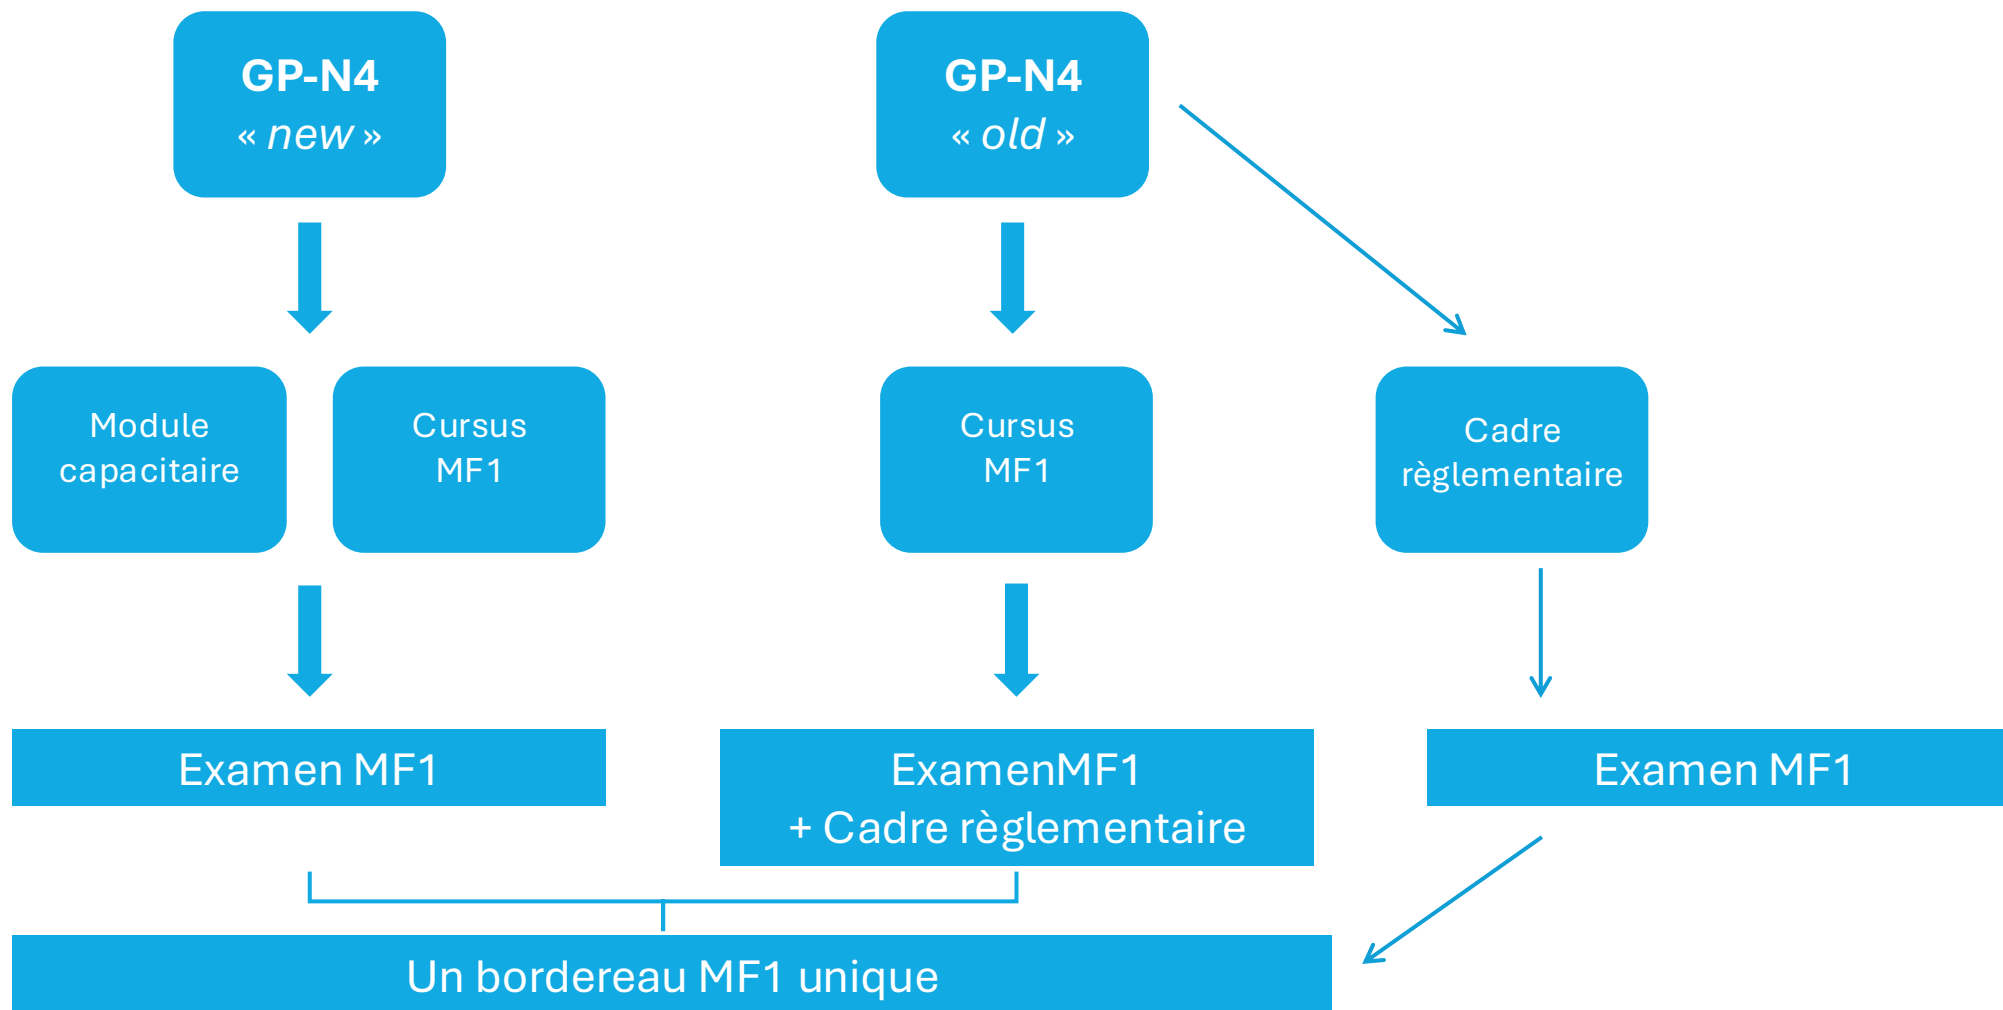 GP-N4
« new »
GP-N4
« old »
Module
capacitaire
Cursus
MF1
Cursus
MF1
Cadre
règlementaire
Examen MF1
ExamenMF1
+ Cadre règlementaire
Examen MF1
Un bordereau MF1 unique